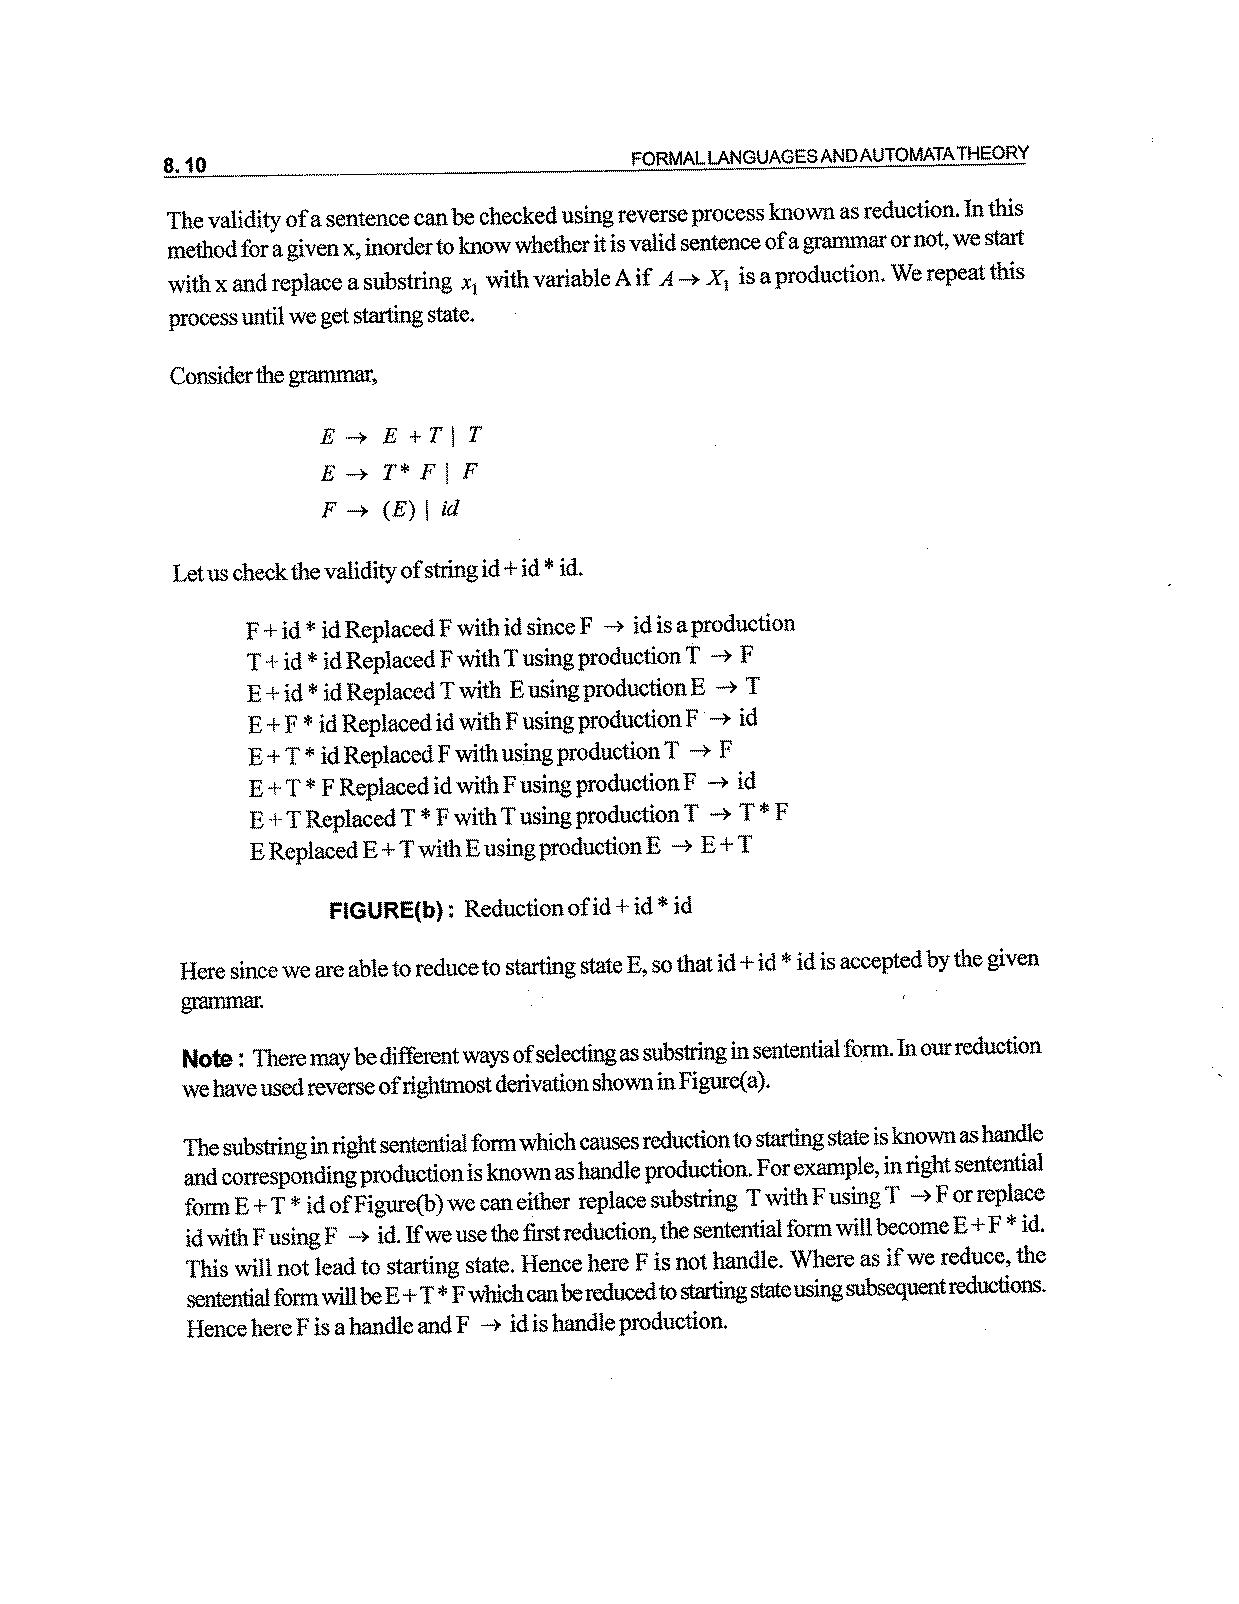 8.10 FORMAL LANGUAGES AND AUTOMATA THEORY
The validity of a sentence can be checked using reverse process known as reduction. In this
method for a given x, inorder to know whether it is valid sentence of a grammar or not, we start
with x and replace a substring x₁ with variable A if A → X₁ is a production. We repeat this
process until we get starting state.
Consider the grammar,
E → E + T | T
E → T * F | F
F → (E) | id
Let us check the validity of string id + id * id.
F + id * id Replaced F with id since F → id is a production
T + id * id Replaced F with T using production T → F
E + id * id Replaced T with E using production E → T
E + F * id Replaced id with F using production F → id
E + T * id Replaced F with using production T → F
E + T * F Replaced id with F using production F → id
E + T Replaced T * F with T using production T → T * F
E Replaced E + T with E using production E → E + T
FIGURE(b) : Reduction of id + id * id
Here since we are able to reduce to starting state E, so that id + id * id is accepted by the given
grammar.
Note : There may be different ways of selecting as substring in sentential form. In our reduction
we have used reverse of rightmost derivation shown in Figure(a).
The substring in right sentential form which causes reduction to starting state is known as handle
and corresponding production is known as handle production. For example, in right sentential
form E + T * id of Figure(b) we can either replace substring T with F using T → F or replace
id with F using F → id. If we use the first reduction, the sentential form will become E + F * id.
This will not lead to starting state. Hence here F is not handle. Where as if we reduce, the
sentential form will be E + T * F which can be reduced to starting state using subsequent reductions.
Hence here F is a handle and F → id is handle production.